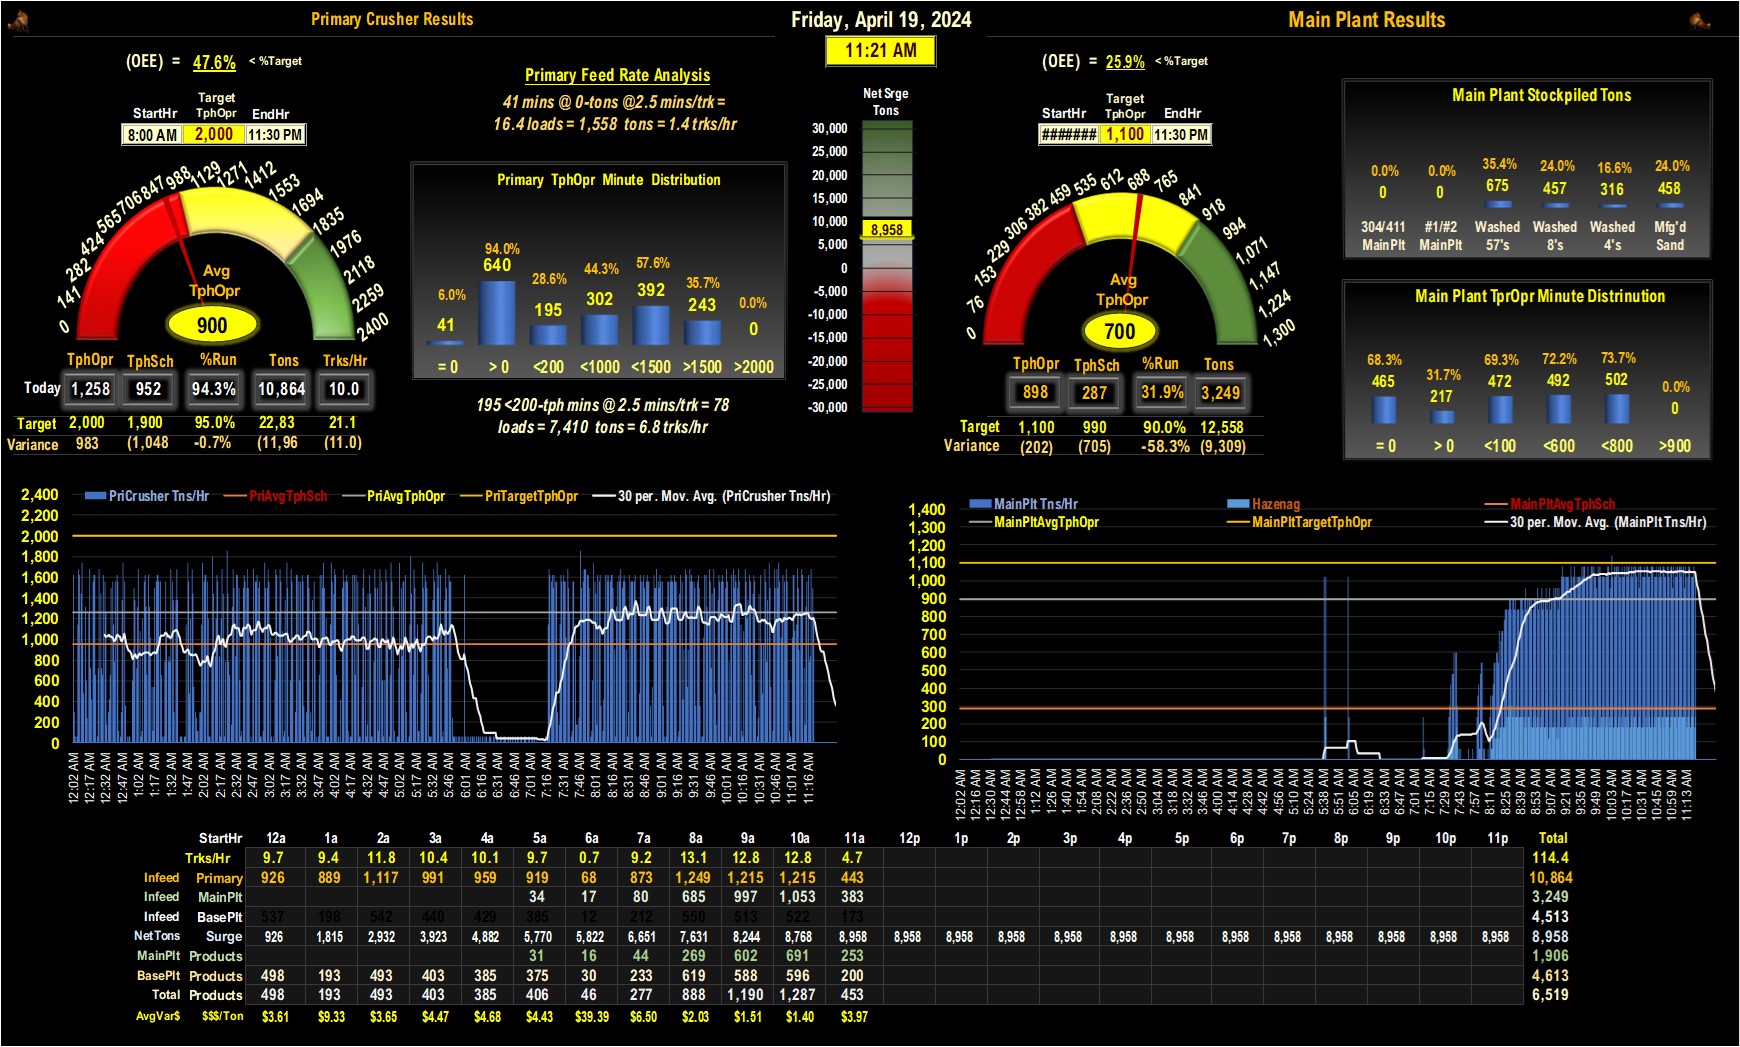 Primary Crusher Results
Friday, April 19, 2024
Main Plant Results
11:21 AM
(OEE) = 47.6% < %Target
StartHr Target TphOpr EndHr
8:00 AM 2,000 11:30 PM
0 141 282 424 565 706 847 988 1129 1271 1412 1553 1694 1835 1976 2118 2259 2400
Avg
TphOpr
900
TphOpr TphSch %Run Tons Trks/Hr
Today 1,258 952 94.3% 10,864 10.0
Target 2,000 1,900 95.0% 22,83 21.1
Variance 983 (1,048 -0.7% (11,96 (11.0)
Primary Feed Rate Analysis
41 mins @ 0-tons @2.5 mins/trk =
16.4 loads = 1,558 tons = 1.4 trks/hr
Primary TphOpr Minute Distribution
6.0% 94.0% 28.6% 44.3% 57.6% 35.7% 0.0%
41 640 195 302 392 243 0
= 0 > 0 <200 <1000 <1500 >1500 >2000
195 <200-tph mins @ 2.5 mins/trk = 78
loads = 7,410 tons = 6.8 trks/hr
Net Srge
Tons
30,000
25,000
20,000
15,000
10,000
8,958
5,000
0
-5,000
-10,000
-15,000
-20,000
-25,000
-30,000
(OEE) = 25.9% < %Target
StartHr Target TphOpr EndHr
####### 1,100 11:30 PM
0 76 153 229 306 382 459 535 612 688 765 841 918 994 1,071 1,147 1,224 1,300
Avg
TphOpr
700
TphOpr TphSch %Run Tons
898 287 31.9% 3,249
Target 1,100 990 90.0% 12,558
Variance (202) (705) -58.3% (9,309)
Main Plant Stockpiled Tons
0.0% 0.0% 35.4% 24.0% 16.6% 24.0%
0 0 675 457 316 458
304/411 #1/#2 Washed Washed Washed Mfg'd
MainPlt MainPlt 57's 8's 4's Sand
Main Plant TprOpr Minute Distrinution
68.3% 31.7% 69.3% 72.2% 73.7% 0.0%
465 217 472 492 502 0
= 0 > 0 <100 <600 <800 >900
PriCrusher Tns/Hr PriAvgTphSch PriAvgTphOpr PriTargetTphOpr 30 per. Mov. Avg. (PriCrusher Tns/Hr)
2,400
2,200
2,000
1,800
1,600
1,400
1,200
1,000
800
600
400
200
0
12:02 AM 12:17 AM 12:32 AM 12:47 AM 1:02 AM 1:17 AM 1:32 AM 1:47 AM 2:02 AM 2:17 AM 2:32 AM 2:47 AM 3:02 AM 3:17 AM 3:32 AM 3:47 AM 4:02 AM 4:17 AM 4:32 AM 4:47 AM 5:02 AM 5:17 AM 5:32 AM 5:46 AM 6:01 AM 6:16 AM 6:31 AM 6:46 AM 7:01 AM 7:16 AM 7:31 AM 7:46 AM 8:01 AM 8:16 AM 8:31 AM 8:46 AM 9:01 AM 9:16 AM 9:31 AM 9:46 AM 10:01 AM 10:16 AM 10:31 AM 10:46 AM 11:01 AM 11:16 AM
MainPlt Tns/Hr Hazenag MainPltAvgTphSch
MainPltAvgTphOpr MainPltTargetTphOpr 30 per. Mov. Avg. (MainPlt Tns/Hr)
1,400
1,300
1,200
1,100
1,000
900
800
700
600
500
400
300
200
100
0
12:02 AM 12:16 AM 12:30 AM 12:44 AM 12:58 AM 1:12 AM 1:26 AM 1:40 AM 1:54 AM 2:08 AM 2:22 AM 2:36 AM 2:50 AM 3:04 AM 3:18 AM 3:32 AM 3:46 AM 4:00 AM 4:14 AM 4:28 AM 4:42 AM 4:56 AM 5:10 AM 5:24 AM 5:38 AM 5:51 AM 6:05 AM 6:19 AM 6:33 AM 6:47 AM 7:01 AM 7:15 AM 7:29 AM 7:43 AM 7:57 AM 8:11 AM 8:25 AM 8:39 AM 8:53 AM 9:07 AM 9:21 AM 9:35 AM 9:49 AM 10:03 AM 10:17 AM 10:31 AM 10:45 AM 10:59 AM 11:13 AM
StartHr 12a 1a 2a 3a 4a 5a 6a 7a 8a 9a 10a 11a 12p 1p 2p 3p 4p 5p 6p 7p 8p 9p 10p 11p Total
Trks/Hr 9.7 9.4 11.8 10.4 10.1 9.7 0.7 9.2 13.1 12.8 12.8 4.7 114.4
Infeed Primary 926 889 1,117 991 959 919 68 873 1,249 1,215 1,215 443 10,864
Infeed MainPlt 34 17 80 685 997 1,053 383 3,249
Infeed BasePlt 537 198 542 440 429 385 12 212 550 513 522 173 4,513
NetTons Surge 926 1,815 2,932 3,923 4,882 5,770 5,822 6,651 7,631 8,244 8,768 8,958 8,958 8,958 8,958 8,958 8,958 8,958 8,958 8,958 8,958 8,958 8,958 8,958 8,958
MainPlt Products 31 16 44 269 602 691 253 1,906
BasePlt Products 498 193 493 403 385 375 30 233 619 588 596 200 4,613
Total Products 498 193 493 403 385 406 46 277 888 1,190 1,287 453 6,519
AvgVar$ $$$/Ton $3.61 $9.33 $3.65 $4.47 $4.68 $4.43 $39.39 $6.50 $2.03 $1.51 $1.40 $3.97